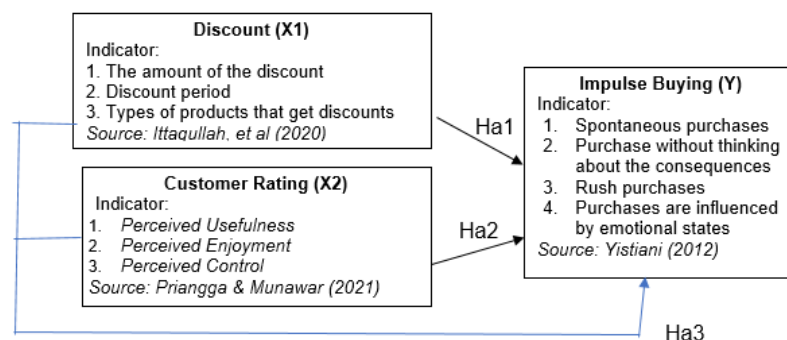 Discount (X1)
Indicator:
1. The amount of the discount
2. Discount period
3. Types of products that get discounts
Source: Ittaqullah, et al (2020)
Ha1
Customer Rating (X2)
Indicator:
1. Perceived Usefulness
2. Perceived Enjoyment
3. Perceived Control
Source: Priangga & Munawar (2021)
Ha2
Impulse Buying (Y)
Indicator:
1. Spontaneous purchases
2. Purchase without thinking
about the consequences
3. Rush purchases
4. Purchases are influenced
by emotional states
Source: Yistiani (2012)
Ha3